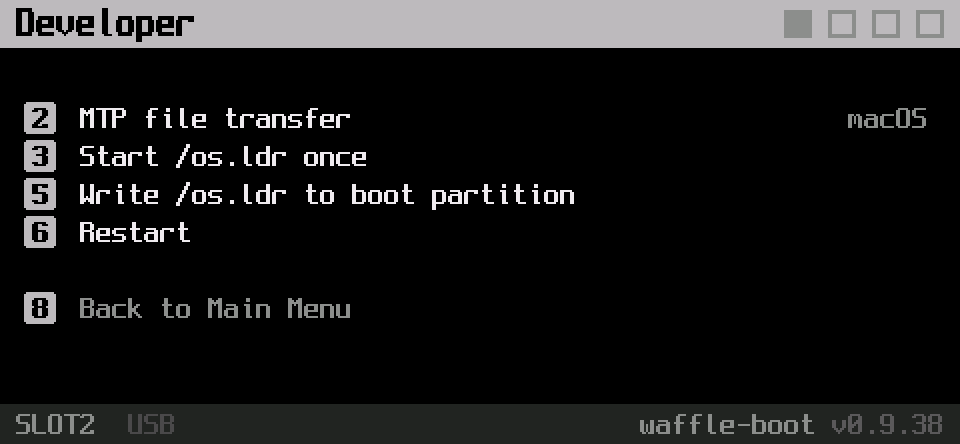 Developer
2 MTP file transfer macOS
3 Start /os.ldr once
5 Write /os.ldr to boot partition
6 Restart
8 Back to Main Menu
SLOT2 USB waffle-boot v0.9.38